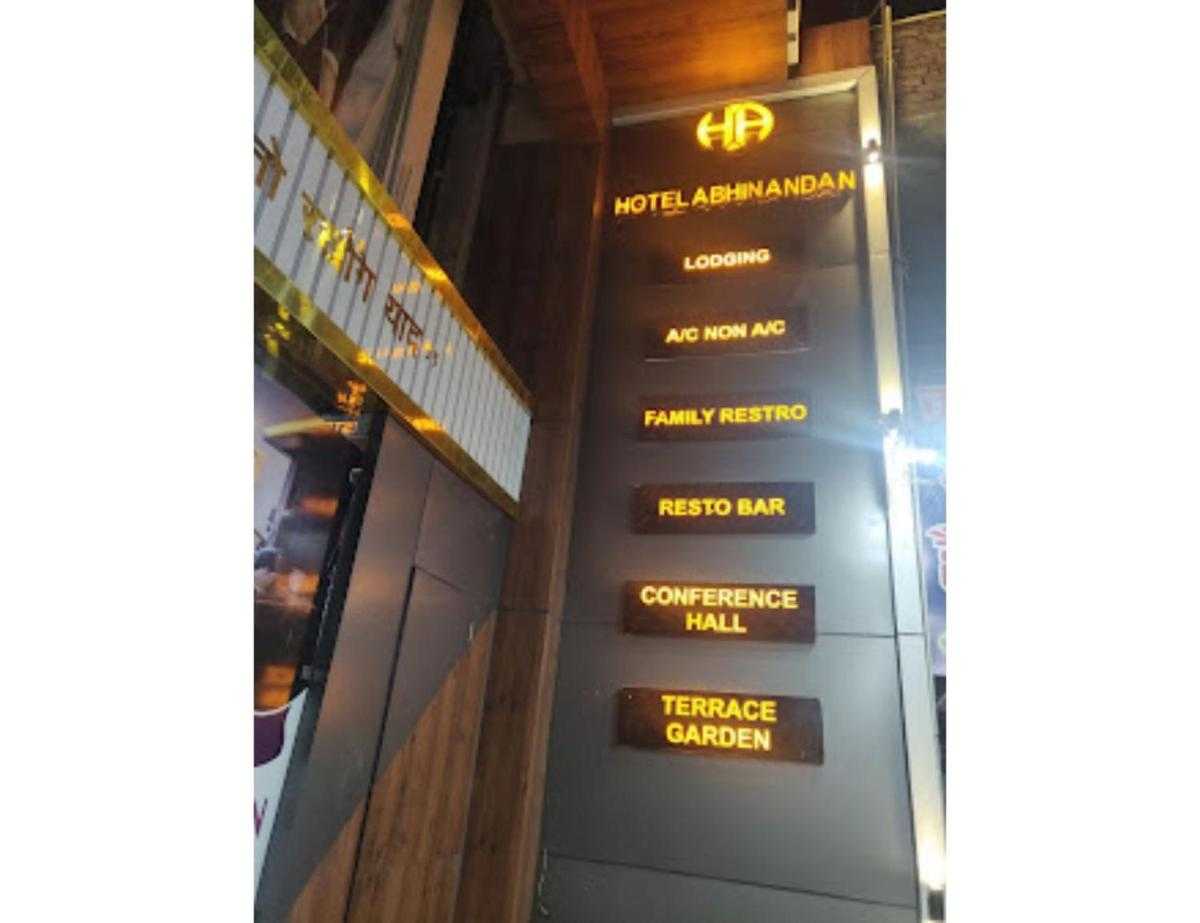 HA
HOTEL ABHINANDAN
LODGING
A/C NON A/C
FAMILY RESTRO
RESTO BAR
CONFERENCE
HALL
TERRACE
GARDEN